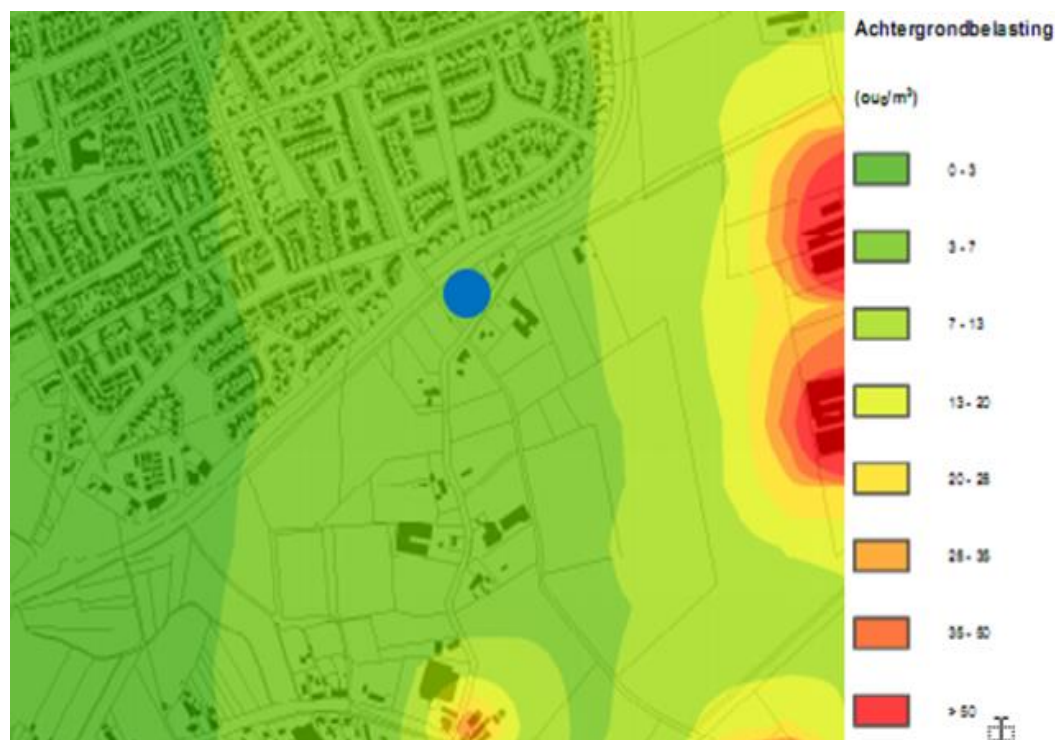 Achtergrondbelasting
(ouE/m³)
0 - 3
3 - 7
7 - 13
13 - 20
20 - 28
28 - 35
35 - 50
> 50